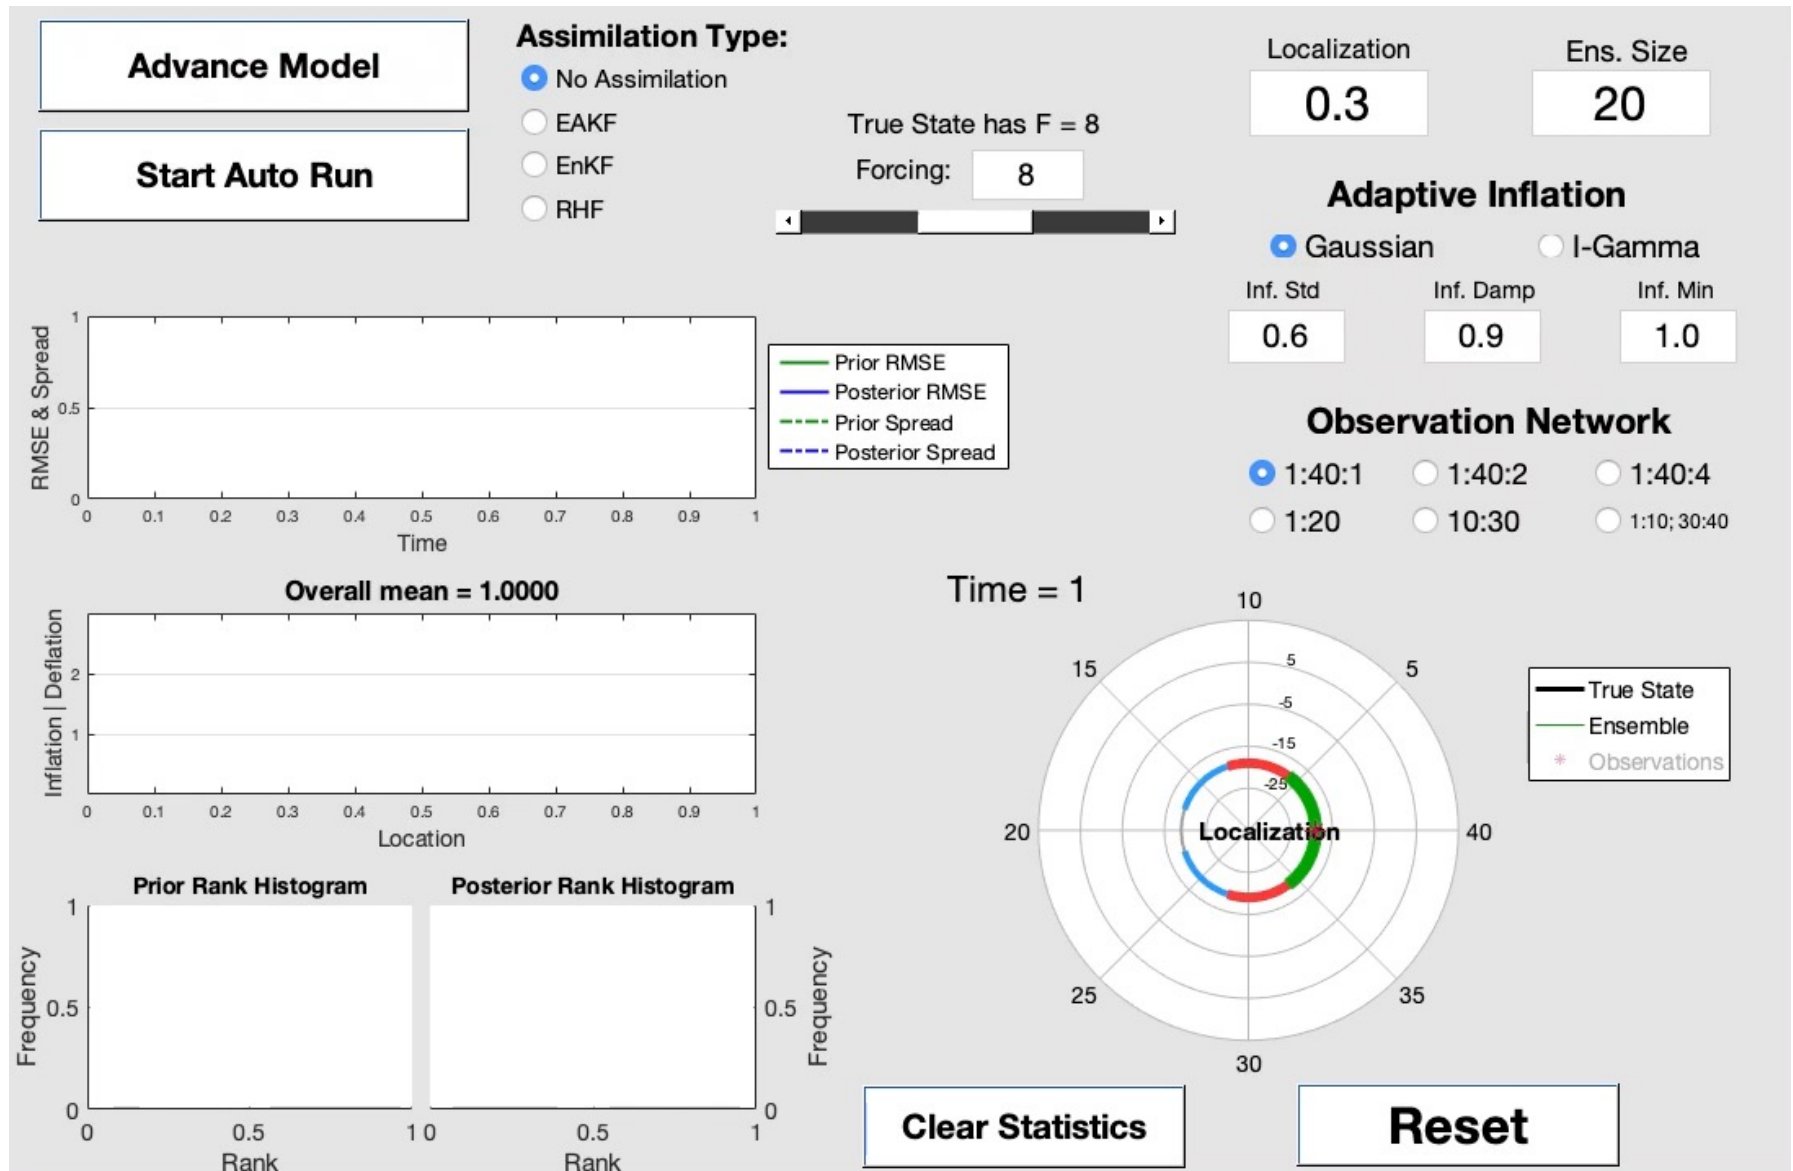 Advance Model
Start Auto Run
Assimilation Type:
No Assimilation
EAKF
EnKF
RHF
True State has F = 8
Forcing:
8
Localization
0.3
Ens. Size
20
Adaptive Inflation
Gaussian
I-Gamma
Inf. Std
0.6
Inf. Damp
0.9
Inf. Min
1.0
Observation Network
1:40:1
1:40:2
1:40:4
1:20
10:30
1:10; 30:40
RMSE & Spread
1
0.5
0
0 0.1 0.2 0.3 0.4 0.5 0.6 0.7 0.8 0.9 1
Time
Prior RMSE
Posterior RMSE
Prior Spread
Posterior Spread
Overall mean = 1.0000
Inflation | Deflation
2
1
0 0.1 0.2 0.3 0.4 0.5 0.6 0.7 0.8 0.9 1
Location
Prior Rank Histogram
Frequency
1
0.5
0
0 0.5 1
Rank
Posterior Rank Histogram
1
0.5
0
Frequency
0 0.5 1
Rank
Time = 1
10
15
5
5
-5
-15
-25
20
Localization
40
25
35
30
True State
Ensemble
Observations
Clear Statistics
Reset